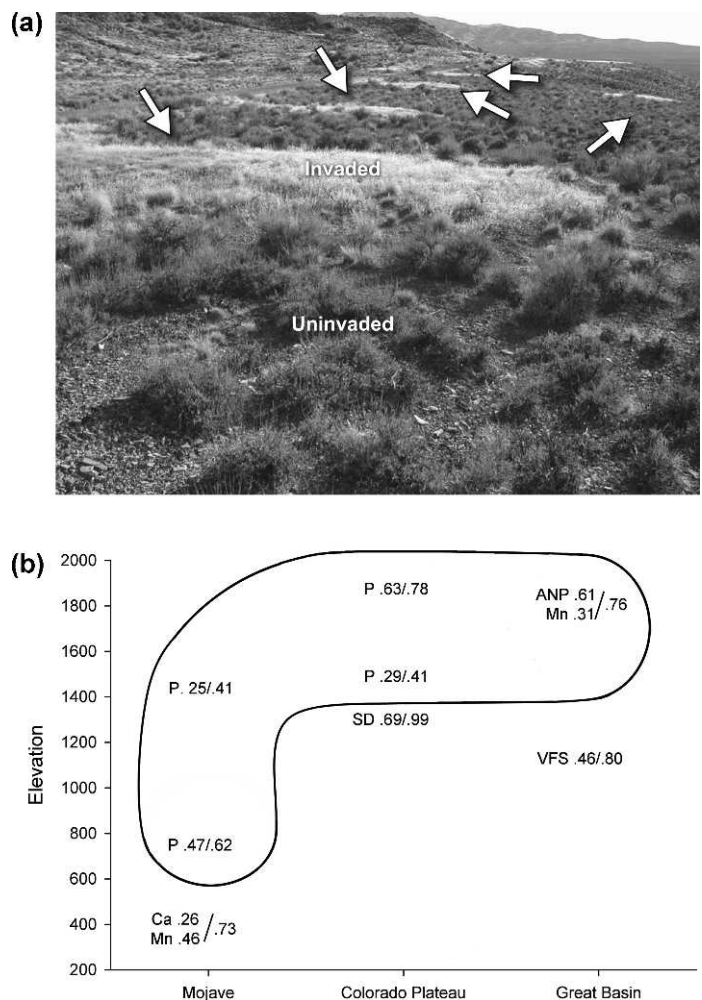 (a)
Invaded
Uninvaded
(b)
Elevation
2000
1800
1600
1400
1200
1000
800
600
400
200
P .63/.78
ANP .61
Mn .31/.76
P. 25/.41
P .29/.41
SD .69/.99
VFS .46/.80
P .47/.62
Ca .26
Mn .46/.73
Mojave
Colorado Plateau
Great Basin